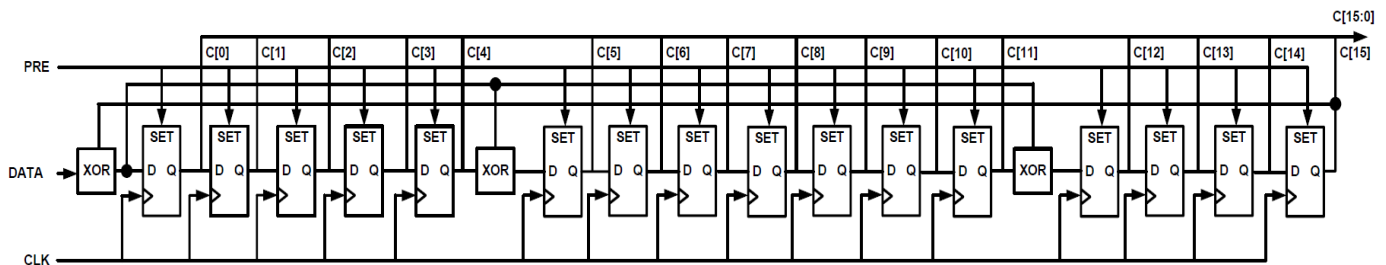 C[15:0]
C[0] C[1] C[2] C[3] C[4] C[5] C[6] C[7] C[8] C[9] C[10] C[11] C[12] C[13] C[14] C[15]
PRE
SET SET SET SET SET SET SET SET SET SET SET SET SET SET SET SET
DATA XOR D Q D Q D Q D Q D Q XOR D Q D Q D Q D Q D Q D Q D Q XOR D Q D Q D Q D Q
CLK